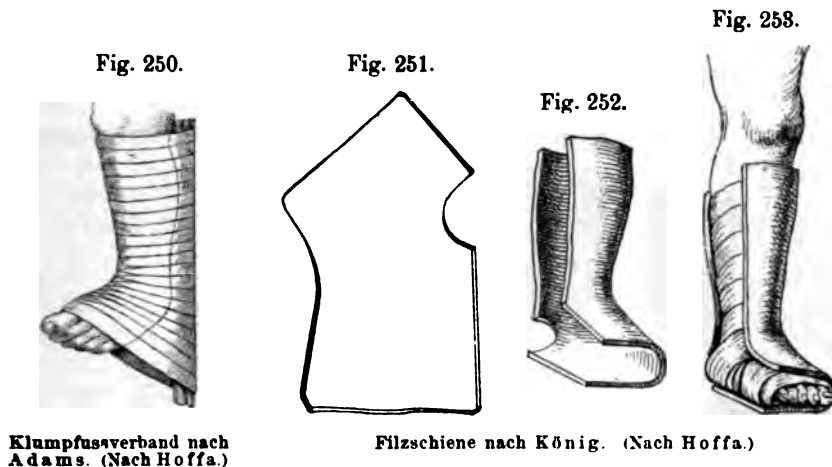 Fig. 250.
Fig. 251.
Fig. 252.
Fig. 253.
Klumpfussverband nach
Adams. (Nach Hoffa.)
Filzschiene nach König. (Nach Hoffa.)